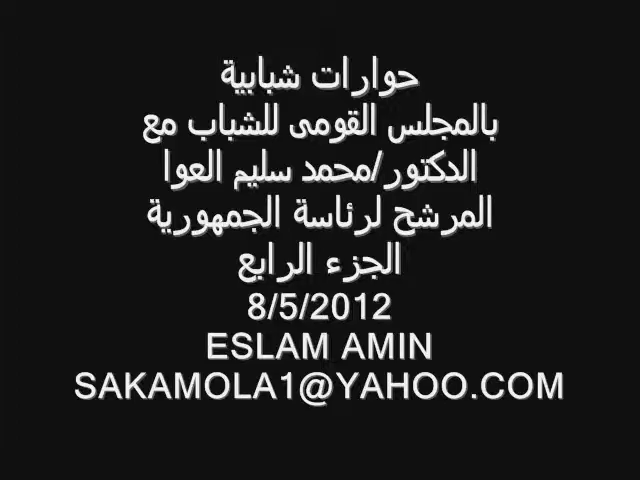 حوارات شبابية
بالمجلس القومى للشباب مع
الدكتور/محمد سليم العوا
المرشح لرئاسة الجمهورية
الجزء الرابع
8/5/2012
ESLAM AMIN
SAKAMOLA1@YAHOO.COM